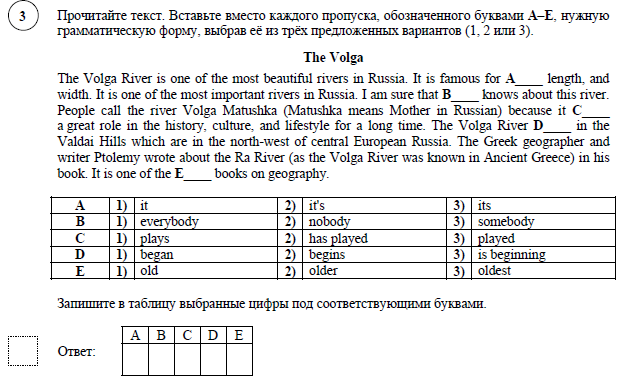 3
Прочитайте текст. Вставьте вместо каждого пропуска, обозначенного буквами A–E, нужную
грамматическую форму, выбрав её из трёх предложенных вариантов (1, 2 или 3).
The Volga
The Volga River is one of the most beautiful rivers in Russia. It is famous for A____ length, and
width. It is one of the most important rivers in Russia. I am sure that B____ knows about this river.
People call the river Volga Matushka (Matushka means Mother in Russian) because it C____
a great role in the history, culture, and lifestyle for a long time. The Volga River D____ in the
Valdai Hills which are in the north-west of central European Russia. The Greek geographer and
writer Ptolemy wrote about the Ra River (as the Volga River was known in Ancient Greece) in his
book. It is one of the E____ books on geography.
A 1) it 2) it's 3) its
B 1) everybody 2) nobody 3) somebody
C 1) plays 2) has played 3) played
D 1) began 2) begins 3) is beginning
E 1) old 2) older 3) oldest
Запишите в таблицу выбранные цифры под соответствующими буквами.
A B C D E
Ответ: